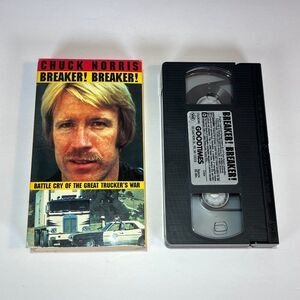 CHUCK NORRIS
BREAKER! BREAKER!
BATTLE CRY OF THE GREAT TRUCKER'S WAR
BREAKER! BREAKER!
GOODTIMES